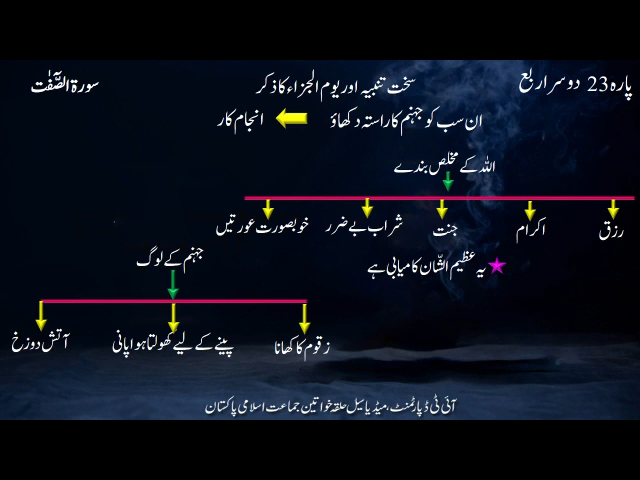 پارہ 23 دوسرا ربع
سورۃ الصّٰٓفّٰت
سخت تنبیہ اور یوم الجزاء کا ذکر
ان سب کو جہنم کا راستہ دکھاؤ انجام کار
اللہ کے مخلص بندے
رزق اکرام جنت شراب بے ضرر خوبصورت عورتیں
یہ عظیم الشّان کامیابی ہے
جہنم کے لوگ
زقوم کا کھانا پینے کے لیے کھولتا ہوا پانی آتش دوزخ
آئی ٹی ڈپارٹمنٹ، میڈیا سیل حلقہ خواتین جماعت اسلامی پاکستان